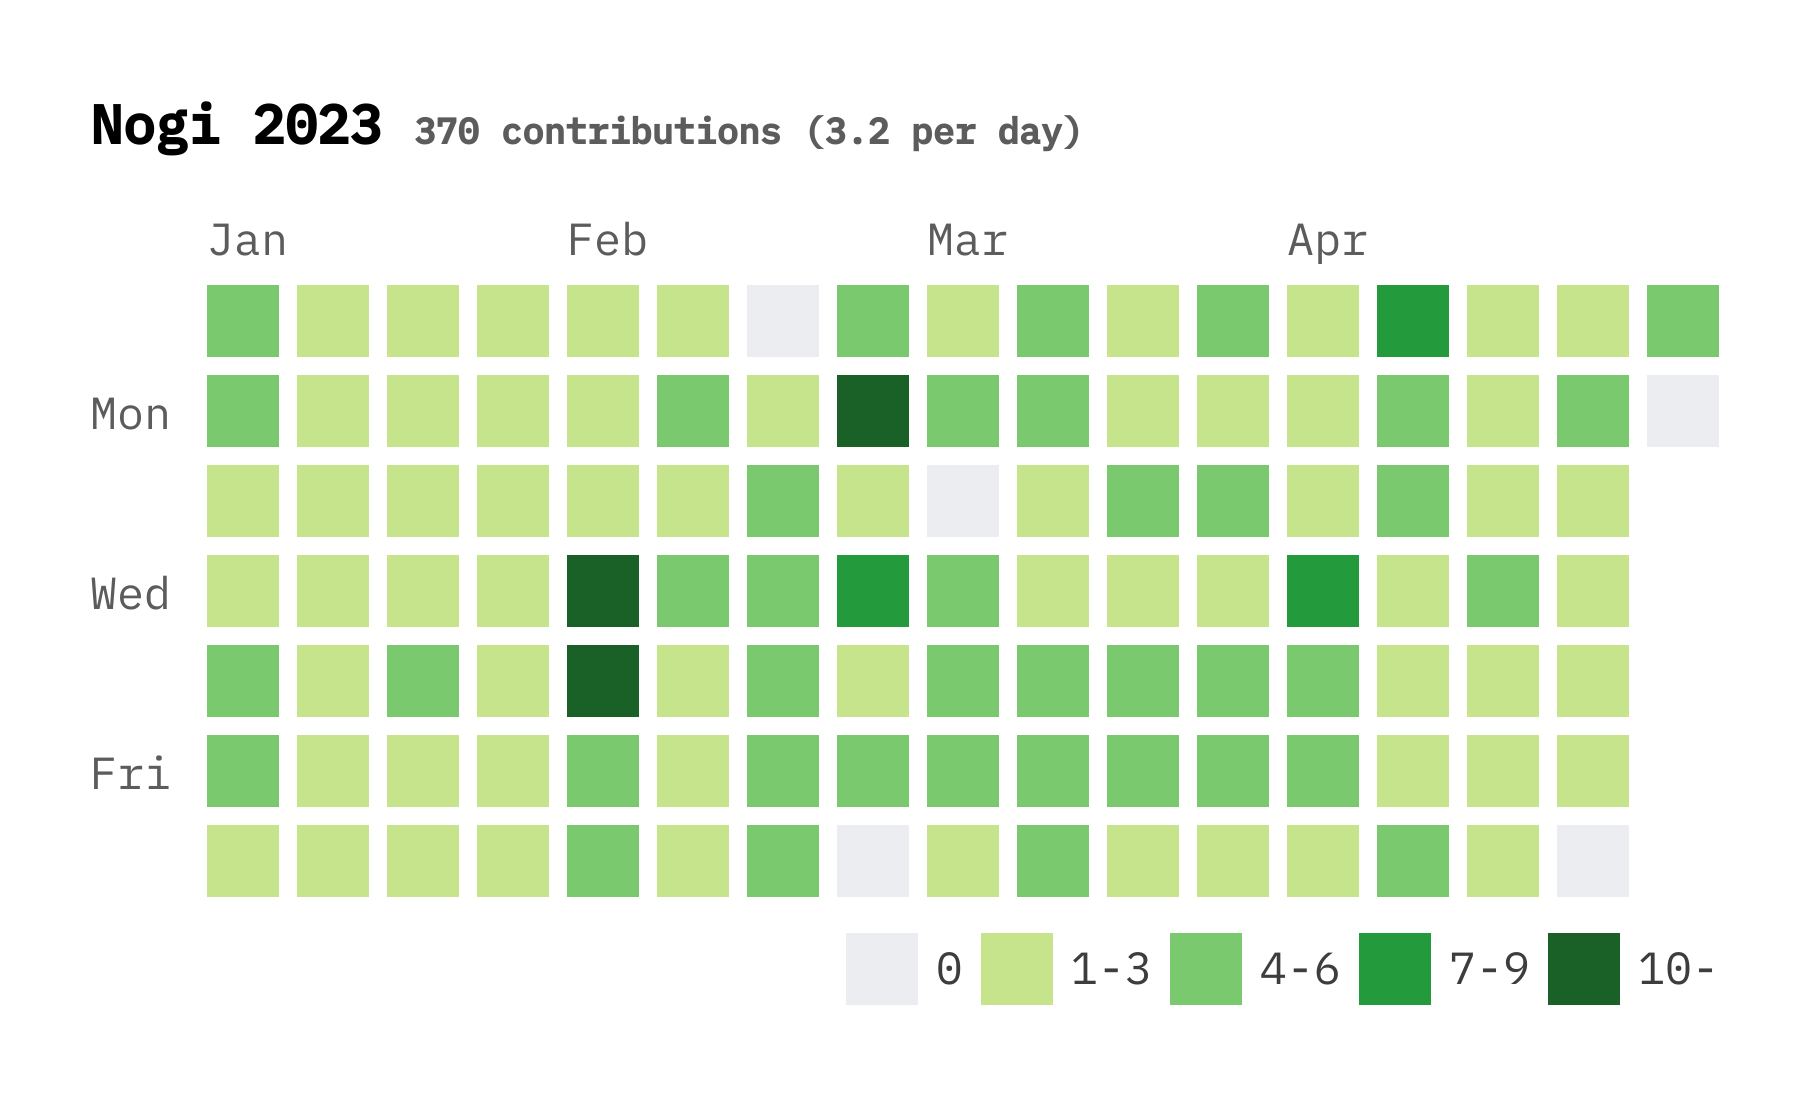 Nogi 2023 370 contributions (3.2 per day)
Jan Feb Mar Apr
Mon
Wed
Fri
0 1-3 4-6 7-9 10-